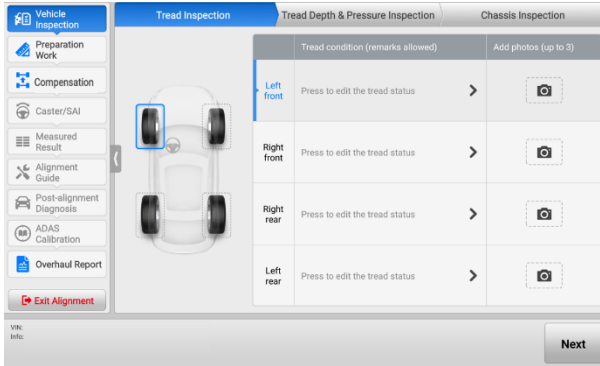 Vehicle
Inspection
Preparation
Work
Compensation
Caster/SAI
Measured
Result
Alignment
Guide
Post-alignment
Diagnosis
ADAS
Calibration
Overhaul Report
Exit Alignment
Tread Inspection
Tread Depth & Pressure Inspection
Chassis Inspection
Tread condition (remarks allowed)
Add photos (up to 3)
Left
front
Press to edit the tread status
Right
front
Press to edit the tread status
Right
rear
Press to edit the tread status
Left
rear
Press to edit the tread status
VIN:
Info:
Next